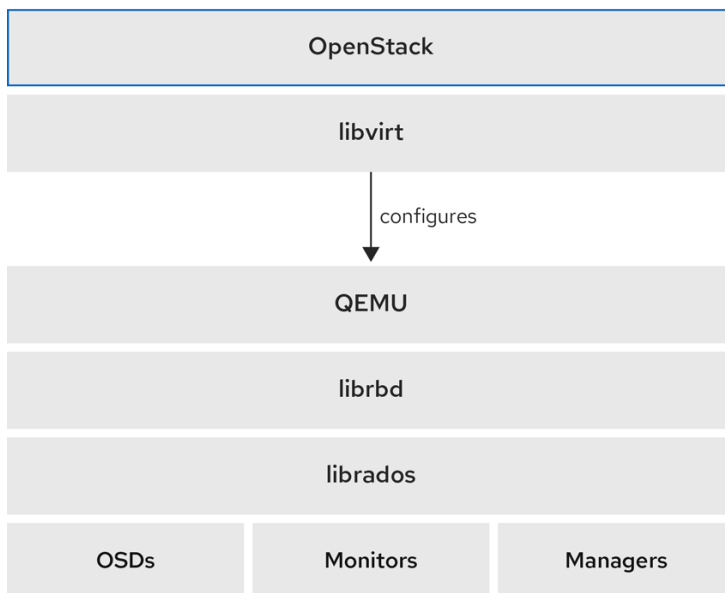 OpenStack
libvirt
configures
QEMU
librbd
librados
OSDs
Monitors
Managers